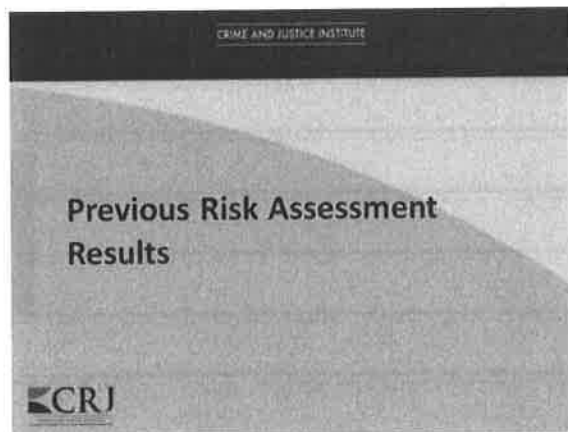 CRIME AND JUSTICE INSTITUTE
Previous Risk Assessment
Results
CRJ